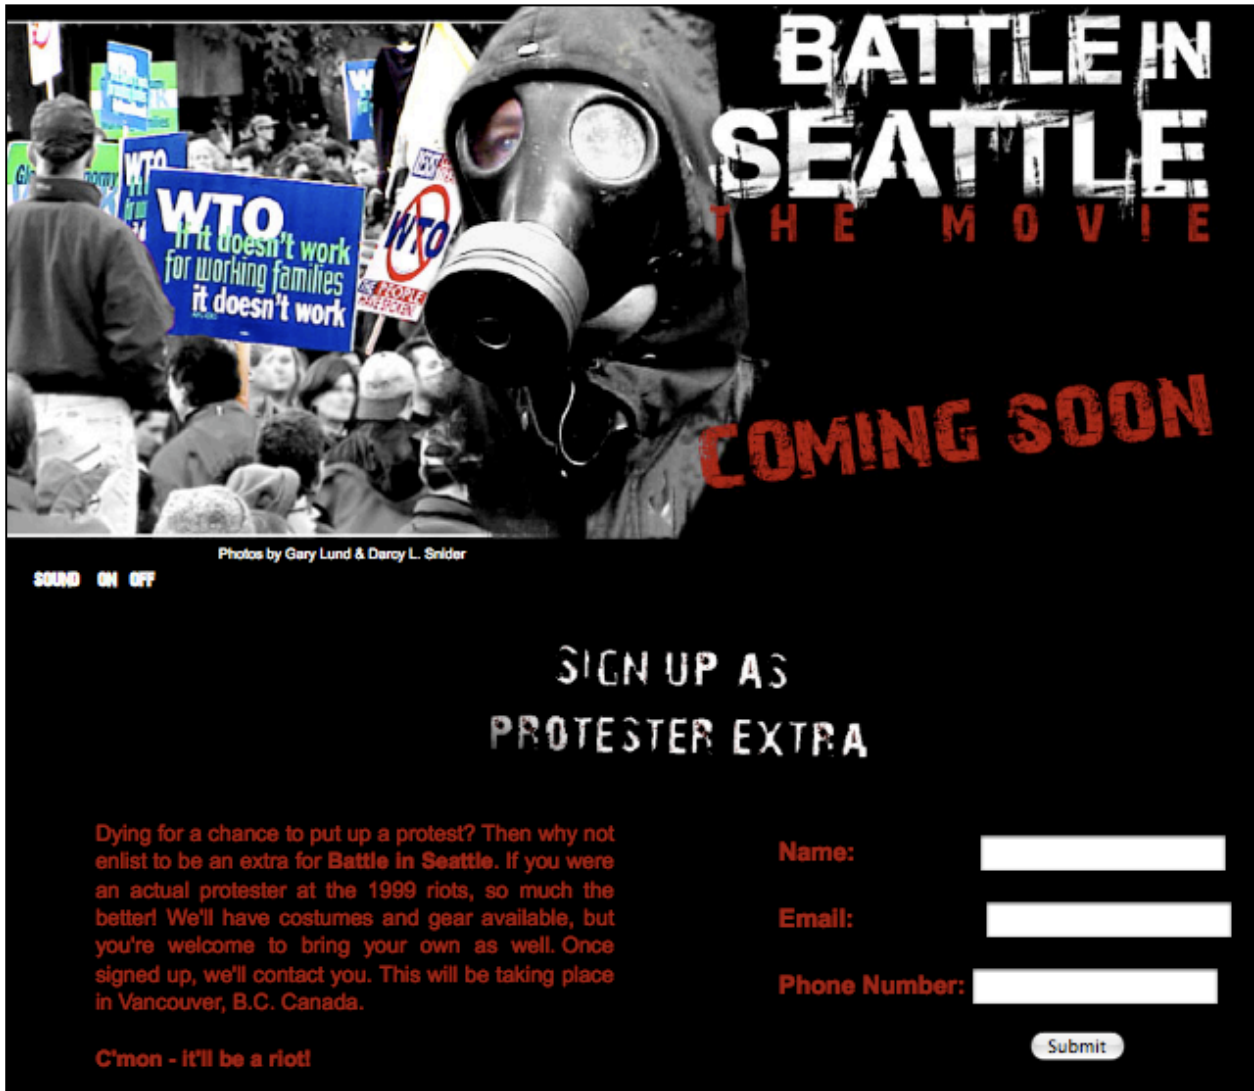 BATTLE IN
SEATTLE
THE MOVIE
WTO
if it doesn't work
for working families
it doesn't work
WTO
THE PEOPLE
COMING SOON
Photos by Gary Lund & Darcy L. Snider
SOUND ON OFF
SIGN UP AS
PROTESTER EXTRA
Dying for a chance to put up a protest? Then why not
enlist to be an extra for Battle in Seattle. If you were
an actual protester at the 1999 riots, so much the
better! We'll have costumes and gear available, but
you're welcome to bring your own as well. Once
signed up, we'll contact you. This will be taking place
in Vancouver, B.C. Canada.
C'mon - it'll be a riot!
Name:
Email:
Phone Number:
Submit